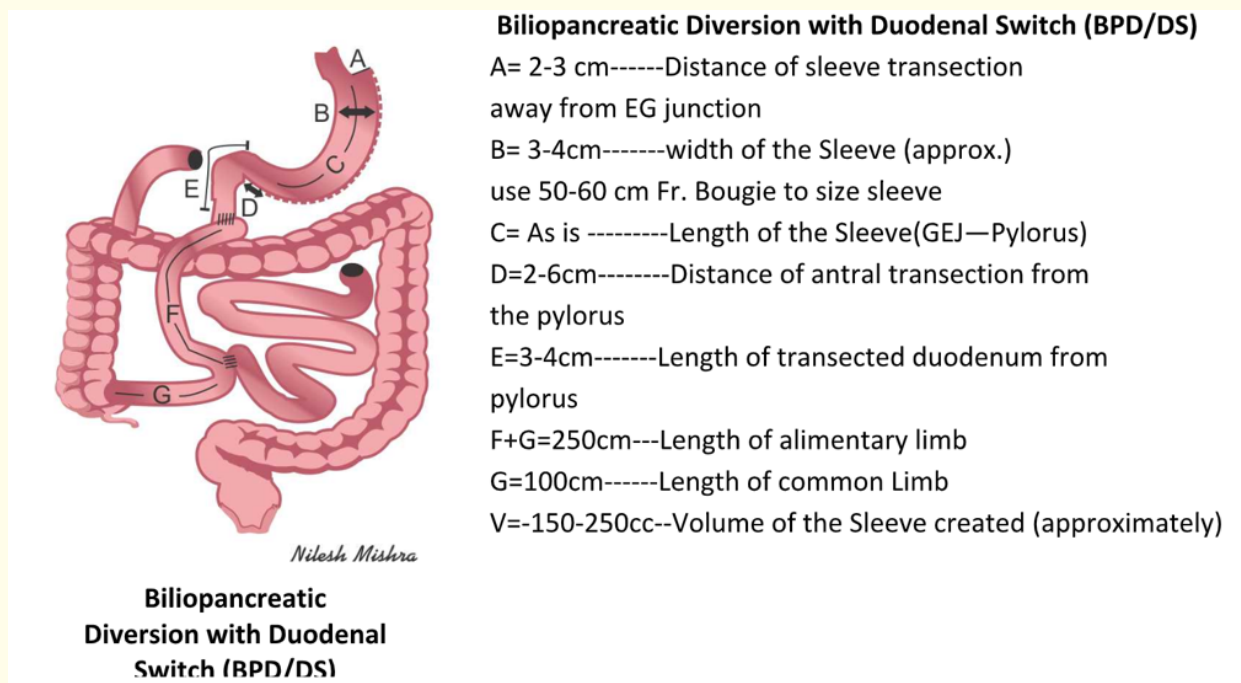 Biliopancreatic Diversion with Duodenal Switch (BPD/DS)
A= 2-3 cm------Distance of sleeve transection
away from EG junction
B= 3-4cm-------width of the Sleeve (approx.)
use 50-60 cm Fr. Bougie to size sleeve
C= As is ---------Length of the Sleeve(GEJ—Pylorus)
D=2-6cm--------Distance of antral transection from
the pylorus
E=3-4cm-------Length of transected duodenum from
pylorus
F+G=250cm---Length of alimentary limb
G=100cm------Length of common Limb
V=-150-250cc--Volume of the Sleeve created (approximately)
A
B
C
E
D
F
G
Nilesh Mishra
Biliopancreatic
Diversion with Duodenal
Switch (BPD/DS)